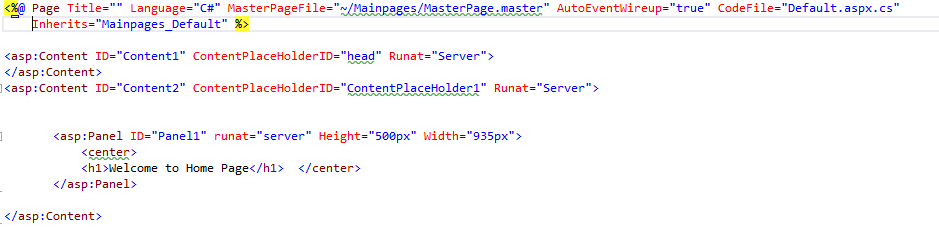 <%@ Page Title="" Language="C#" MasterPageFile="~/Mainpages/MasterPage.master" AutoEventWireup="true" CodeFile="Default.aspx.cs"
    Inherits="Mainpages_Default" %>
<asp:Content ID="Content1" ContentPlaceHolderID="head" Runat="Server">
</asp:Content>
<asp:Content ID="Content2" ContentPlaceHolderID="ContentPlaceHolder1" Runat="Server">
<asp:Panel ID="Panel1" runat="server" Height="500px" Width="935px">
<center>
<h1>Welcome to Home Page</h1>  </center>
</asp:Panel>
</asp:Content>